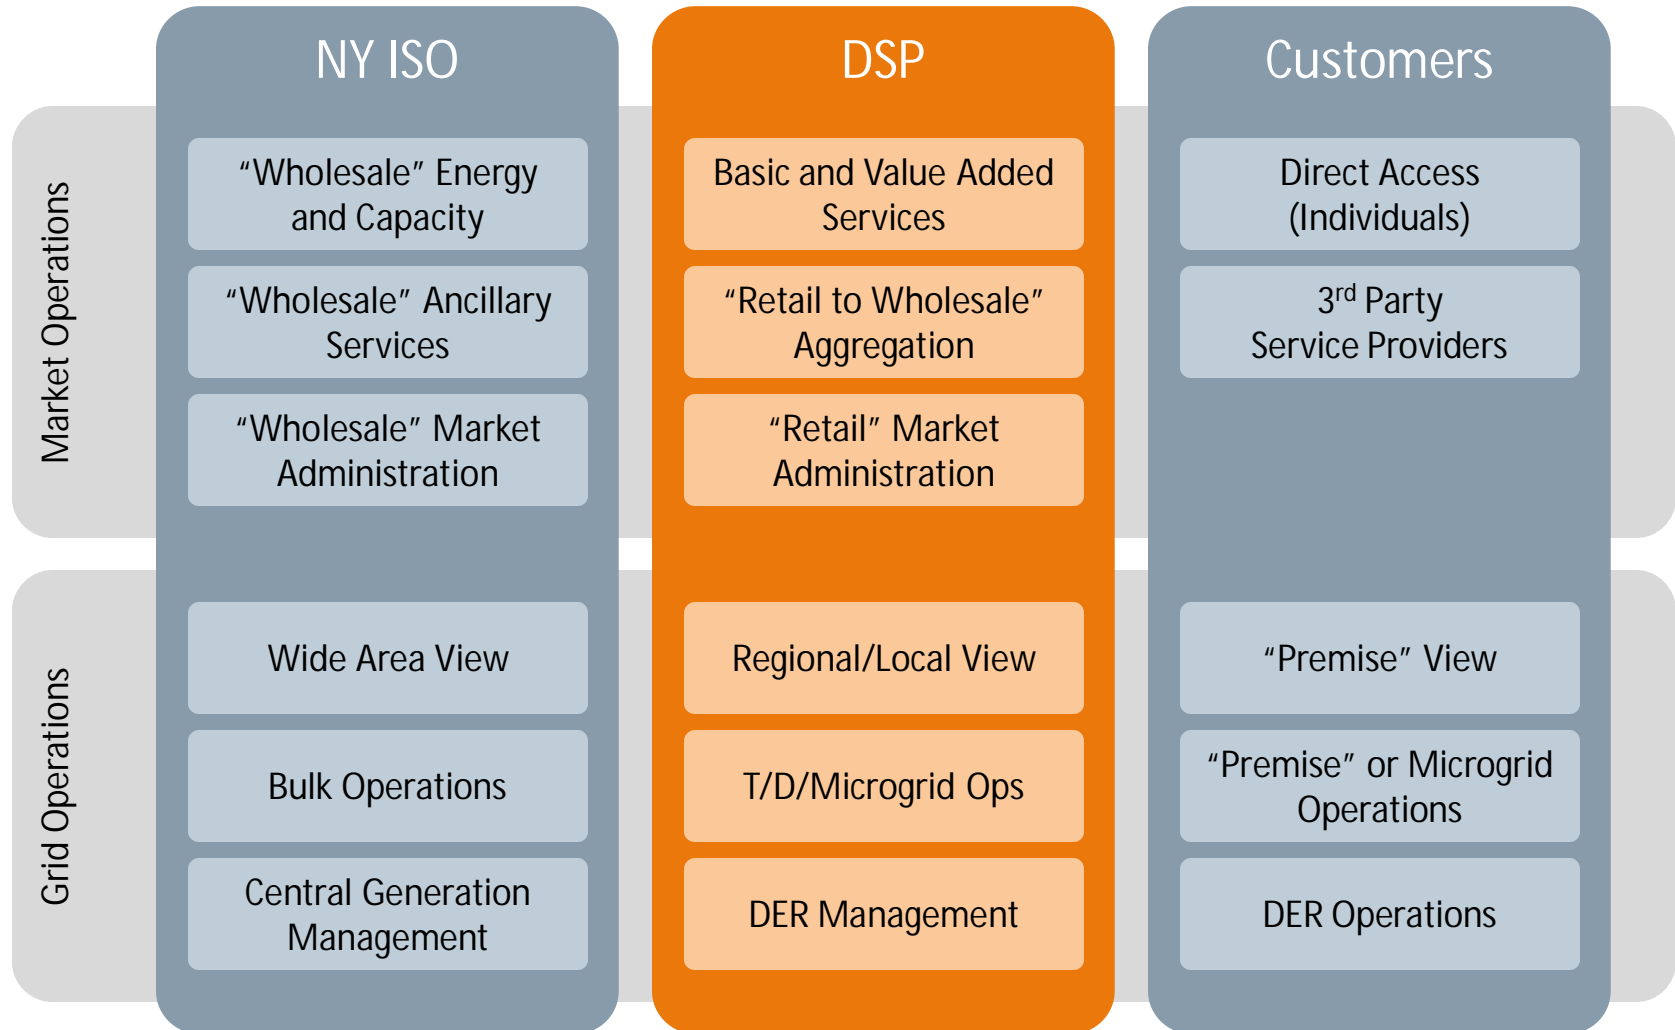 NY ISO
DSP
Customers
Market Operations
“Wholesale” Energy
and Capacity
Basic and Value Added
Services
Direct Access
(Individuals)
“Wholesale” Ancillary
Services
“Retail to Wholesale”
Aggregation
3rd Party
Service Providers
“Wholesale” Market
Administration
“Retail” Market
Administration
Grid Operations
Wide Area View
Regional/Local View
“Premise” View
Bulk Operations
T/D/Microgrid Ops
“Premise” or Microgrid
Operations
Central Generation
Management
DER Management
DER Operations